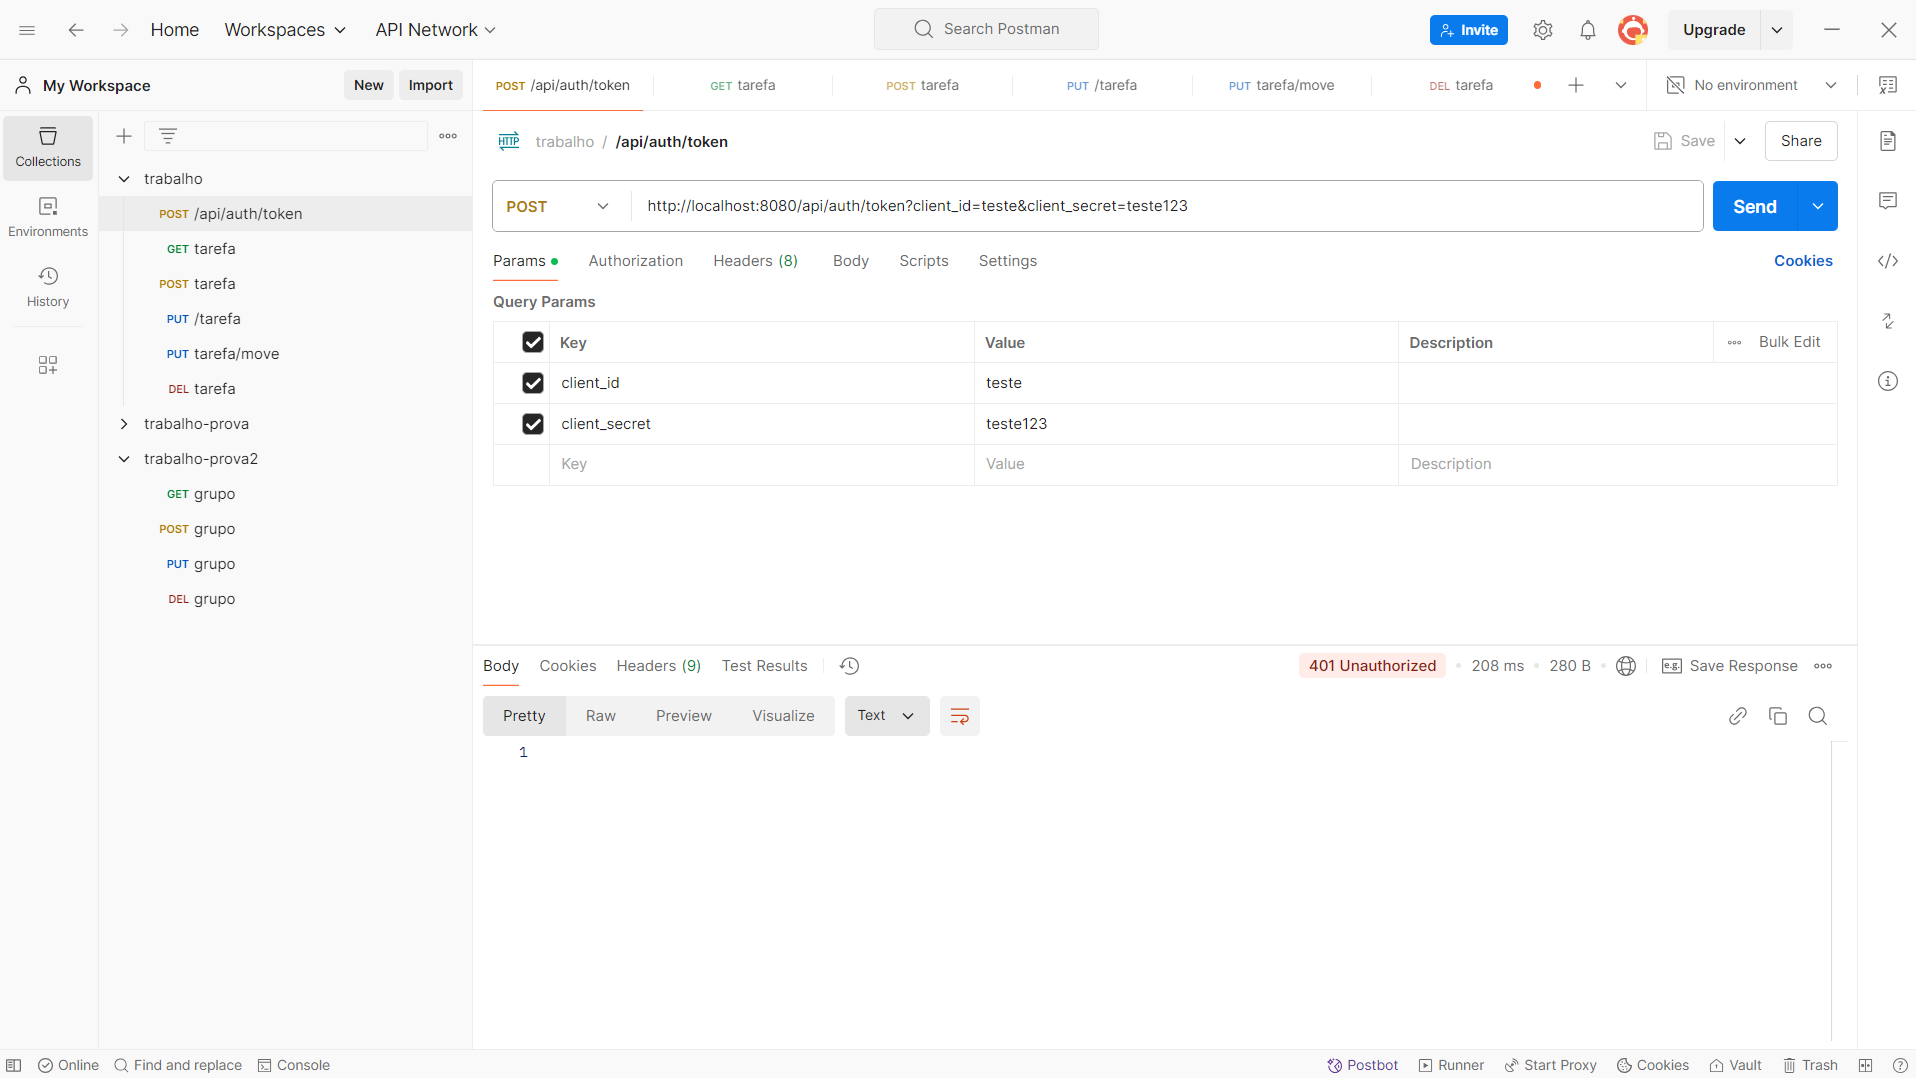 Home Workspaces API Network Search Postman Invite Upgrade
My Workspace New Import POST /api/auth/token GET tarefa POST tarefa PUT /tarefa PUT tarefa/move DEL tarefa No environment
Collections
Environments
History
trabalho
POST /api/auth/token
GET tarefa
POST tarefa
PUT /tarefa
PUT tarefa/move
DEL tarefa
trabalho-prova
trabalho-prova2
GET grupo
POST grupo
PUT grupo
DEL grupo
HTTP trabalho / /api/auth/token Save Share
POST http://localhost:8080/api/auth/token?client_id=teste&client_secret=teste123 Send
Params Authorization Headers (8) Body Scripts Settings Cookies
Query Params
Key Value Description Bulk Edit
client_id teste
client_secret teste123
Key Value Description
Body Cookies Headers (9) Test Results 401 Unauthorized 208 ms 280 B e.g. Save Response
Pretty Raw Preview Visualize Text
1
Online Find and replace Console Postbot Runner Start Proxy Cookies Vault Trash